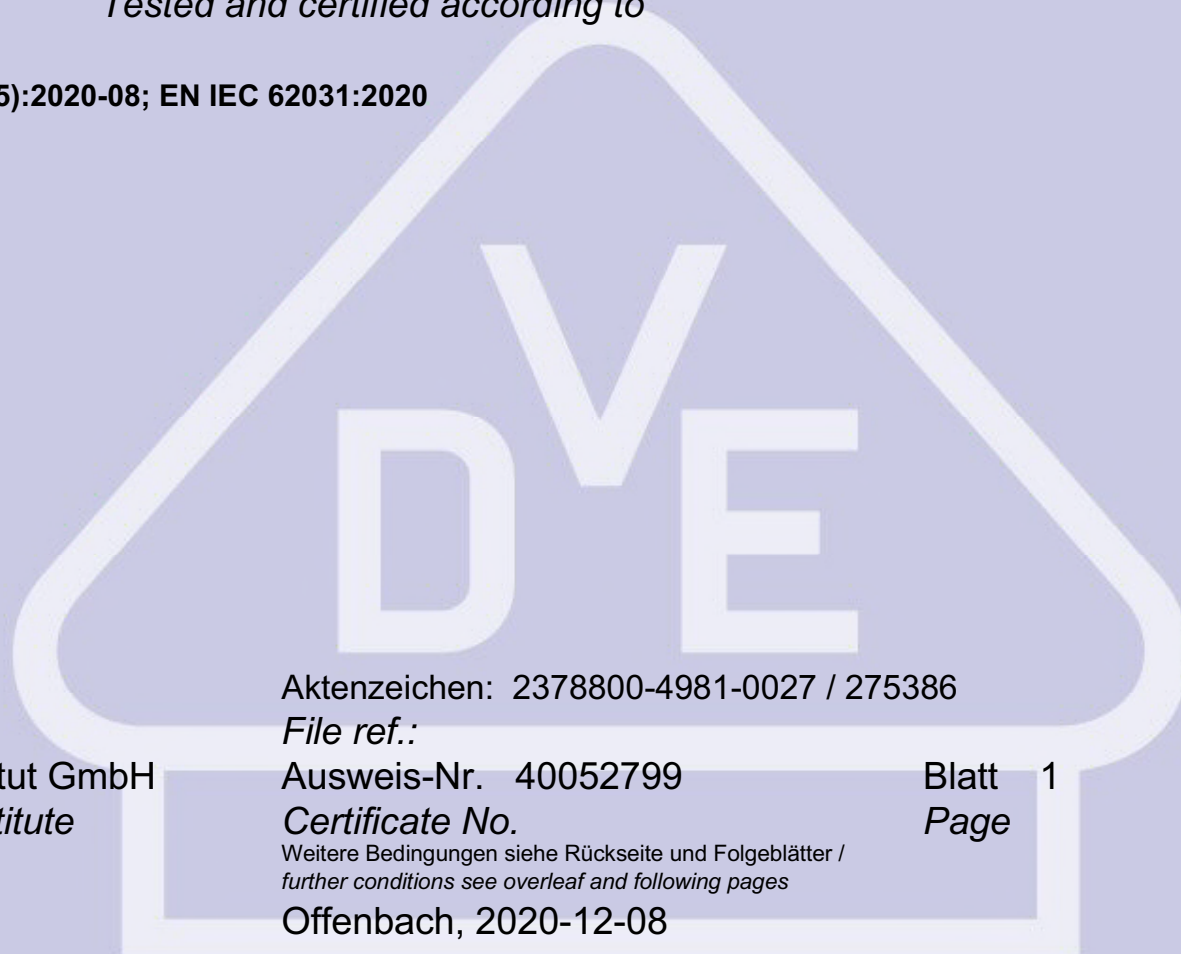 Tested and certified according to
5):2020-08; EN IEC 62031:2020
V
D E
Aktenzeichen: 2378800-4981-0027 / 275386
File ref.:
tut GmbH Ausweis-Nr. 40052799 Blatt 1
titute Certificate No. Page
Weitere Bedingungen siehe Rückseite und Folgeblätter /
further conditions see overleaf and following pages
Offenbach, 2020-12-08